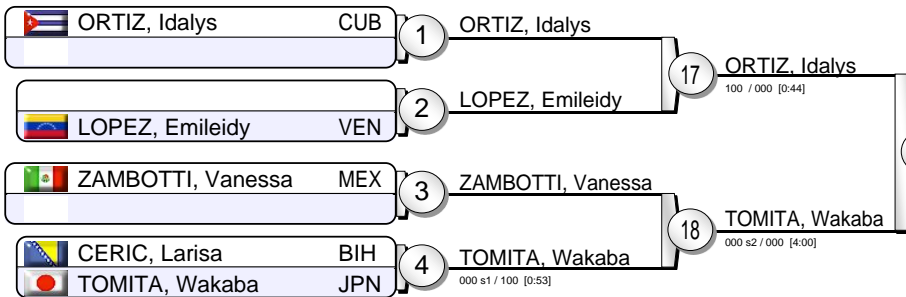 ORTIZ, Idalys CUB
1
ORTIZ, Idalys
17
ORTIZ, Idalys
100 / 000 [0:44]
2
LOPEZ, Emileidy
LOPEZ, Emileidy VEN
ZAMBOTTI, Vanessa MEX
3
ZAMBOTTI, Vanessa
18
TOMITA, Wakaba
000 s2 / 000 [4:00]
CERIC, Larisa BIH
4
TOMITA, Wakaba
000 s1 / 100 [0:53]
TOMITA, Wakaba JPN